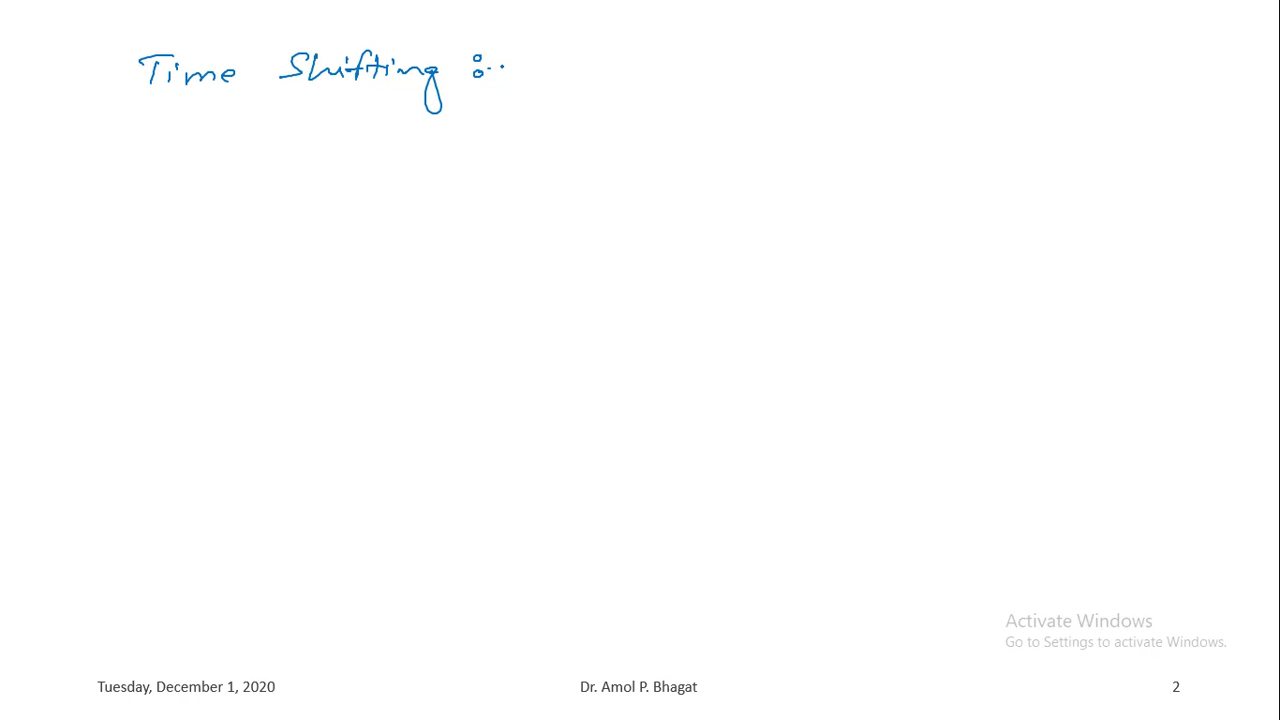 Time Shifting :-
Activate Windows
Go to Settings to activate Windows.
Tuesday, December 1, 2020
Dr. Amol P. Bhagat
2